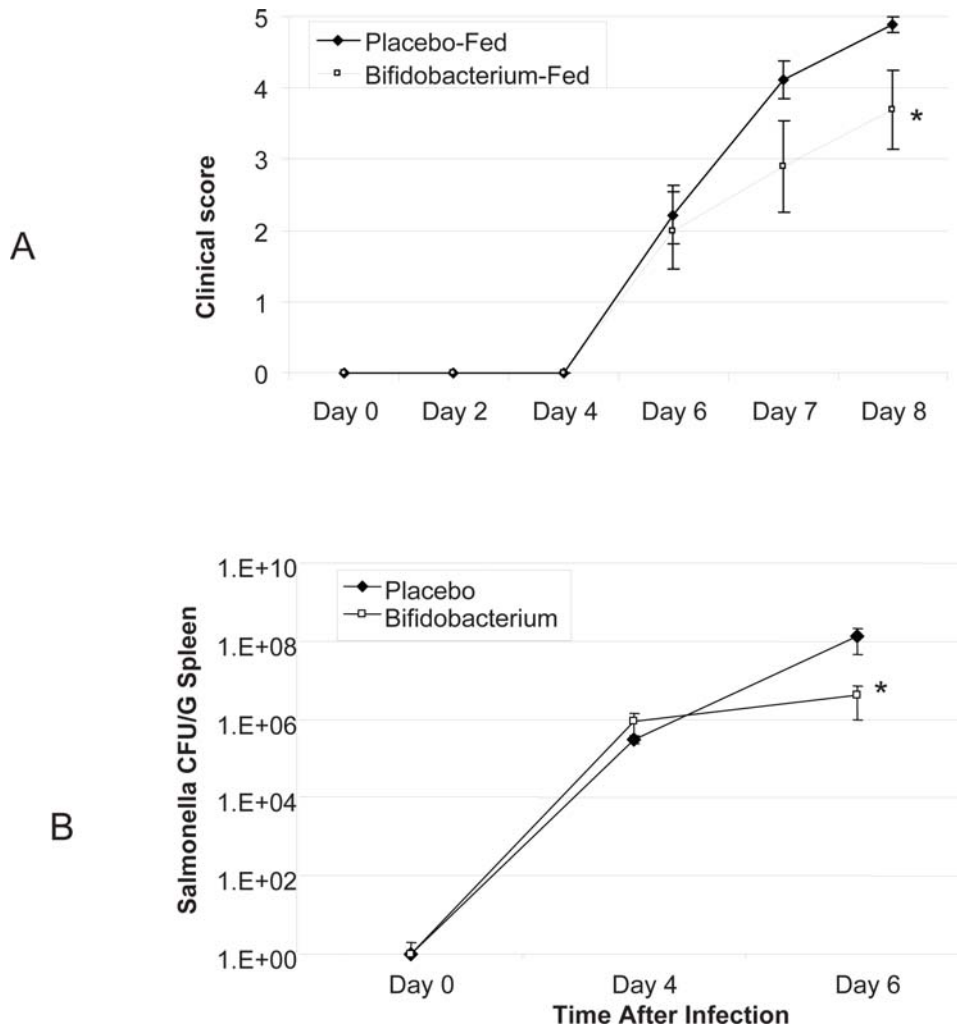 A
Clinical score
5
4
3
2
1
0
Placebo-Fed
Bifidobacterium-Fed
*
Day 0 Day 2 Day 4 Day 6 Day 7 Day 8
B
Salmonella CFU/G Spleen
1.E+10
1.E+08
1.E+06
1.E+04
1.E+02
1.E+00
Placebo
Bifidobacterium
*
Day 0 Day 4 Day 6
Time After Infection